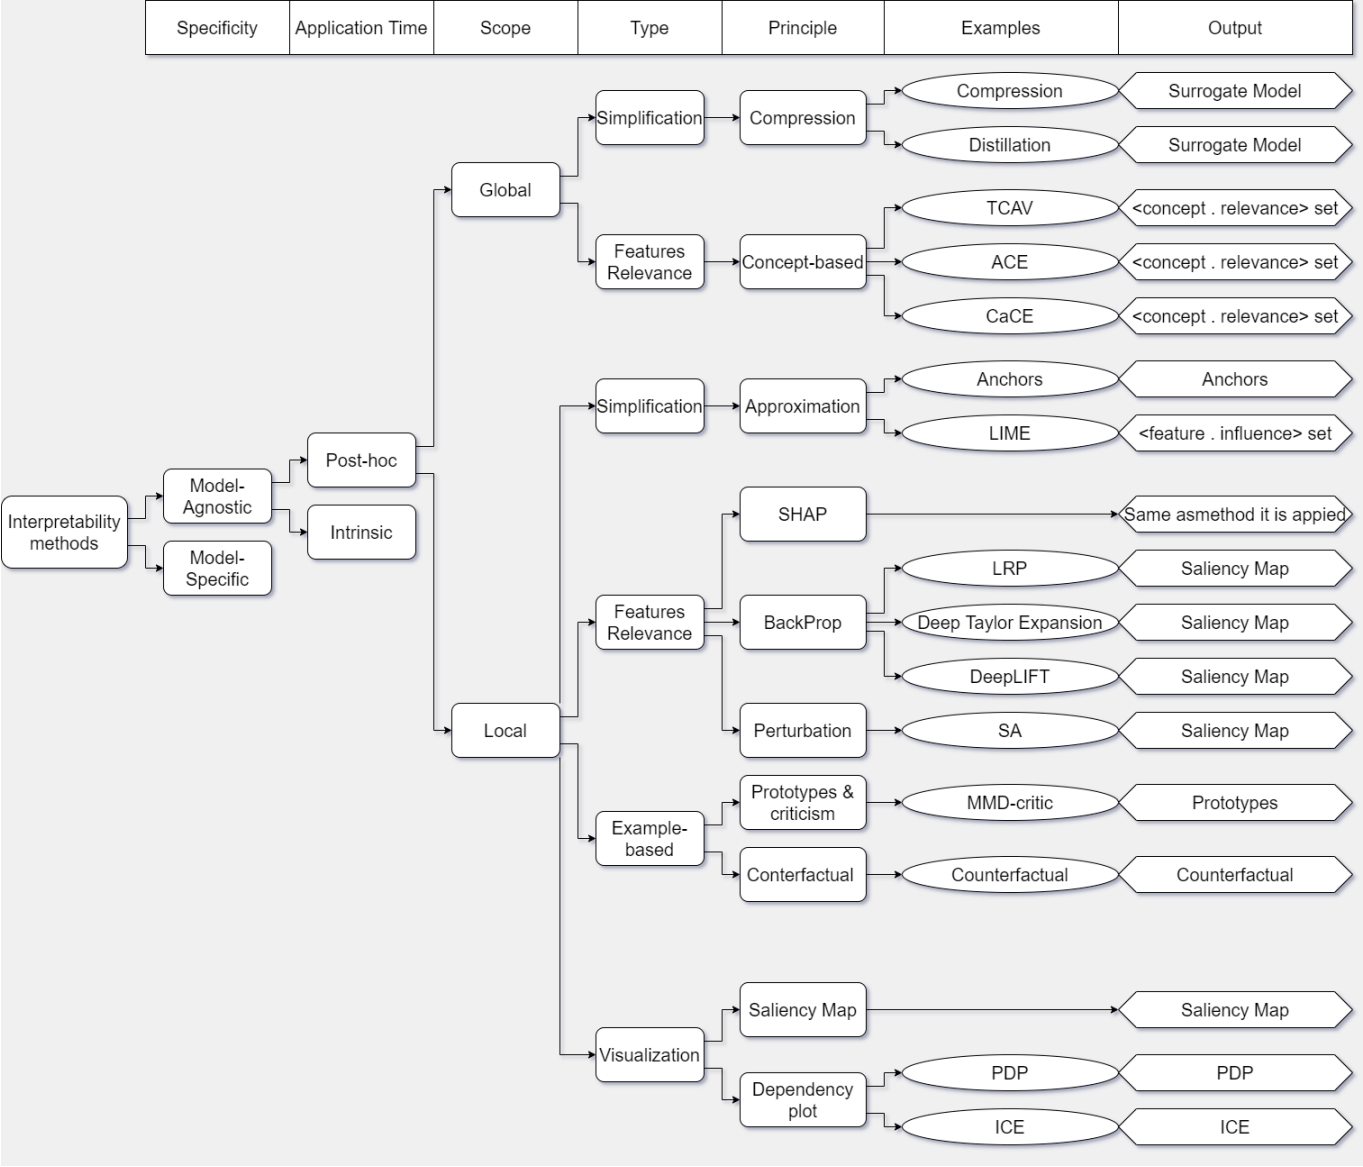 Specificity
Application Time
Scope
Type
Principle
Examples
Output
Compression
Surrogate Model
Simplification
Compression
Distillation
Surrogate Model
Global
TCAV
<concept . relevance> set
Features
Relevance
Concept-based
ACE
<concept . relevance> set
CaCE
<concept . relevance> set
Anchors
Anchors
Simplification
Approximation
LIME
<feature . influence> set
Post-hoc
Model-
Agnostic
Interpretability
methods
Intrinsic
Model-
Specific
SHAP
Same asmethod it is appied
LRP
Saliency Map
Features
Relevance
BackProp
Deep Taylor Expansion
Saliency Map
DeepLIFT
Saliency Map
Local
Perturbation
SA
Saliency Map
Prototypes &
criticism
MMD-critic
Prototypes
Example-
based
Conterfactual
Counterfactual
Counterfactual
Saliency Map
Saliency Map
Visualization
PDP
PDP
Dependency
plot
ICE
ICE